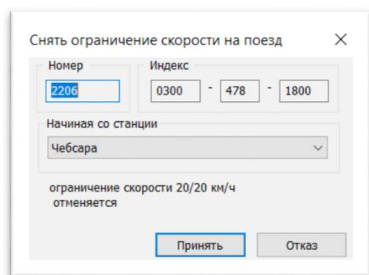 Снять ограничение скорости на поезд
Номер Индекс
2206 0300 - 478 - 1800
Начиная со станции
Чебсара
ограничение скорости 20/20 км/ч
отменяется
Принять Отказ